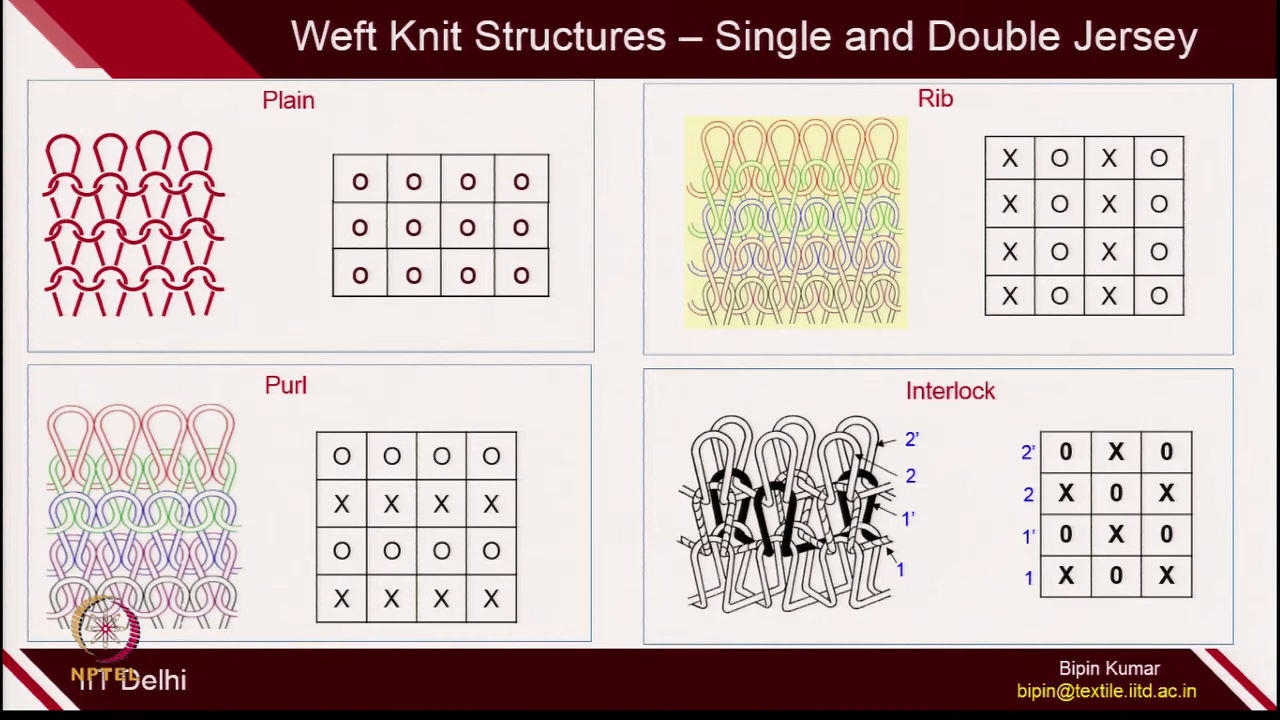 Weft Knit Structures – Single and Double Jersey
Plain
O O O O
O O O O
O O O O
Rib
X O X O
X O X O
X O X O
X O X O
Purl
O O O O
X X X X
O O O O
X X X X
Interlock
2'
2
1'
1
2' 0 X 0
2 X 0 X
1' 0 X 0
1 X 0 X
NPTEL
IIT Delhi
Bipin Kumar
bipin@textile.iitd.ac.in